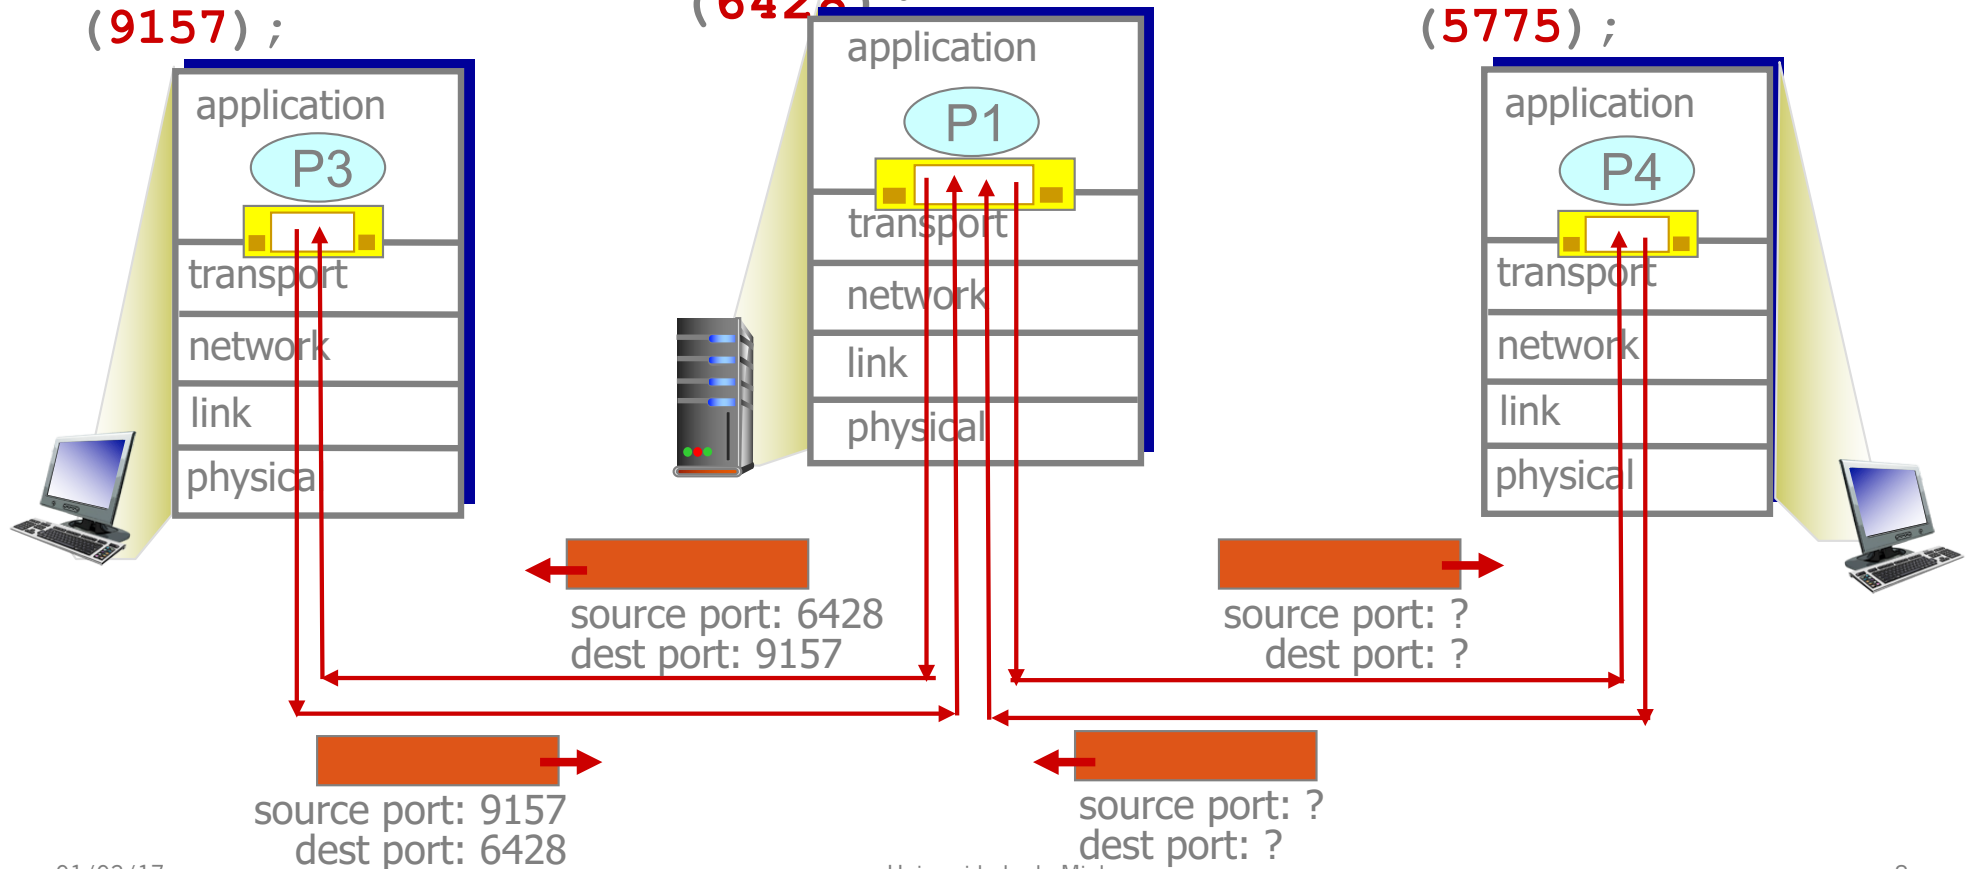 (9157);
(6428)
(5775);
application
P3
transport
network
link
physica
application
P1
transport
network
link
physical
application
P4
transport
network
link
physical
source port: 6428
dest port: 9157
source port: ?
dest port: ?
source port: 9157
dest port: 6428
source port: ?
dest port: ?